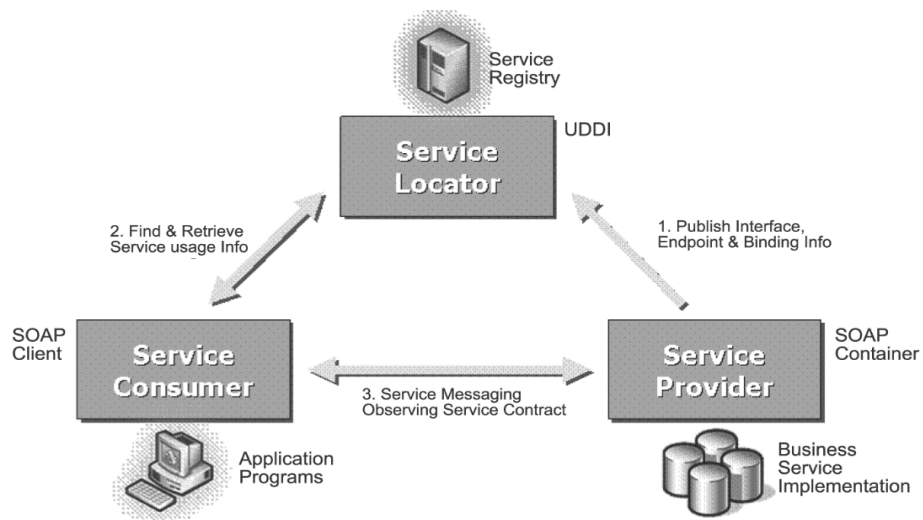 Service
Registry
UDDI
Service
Locator
2. Find & Retrieve
Service usage Info
1. Publish Interface,
Endpoint & Binding Info
SOAP
Client
Service
Consumer
3. Service Messaging
Observing Service Contract
Service
Provider
SOAP
Container
Application
Programs
Business
Service
Implementation